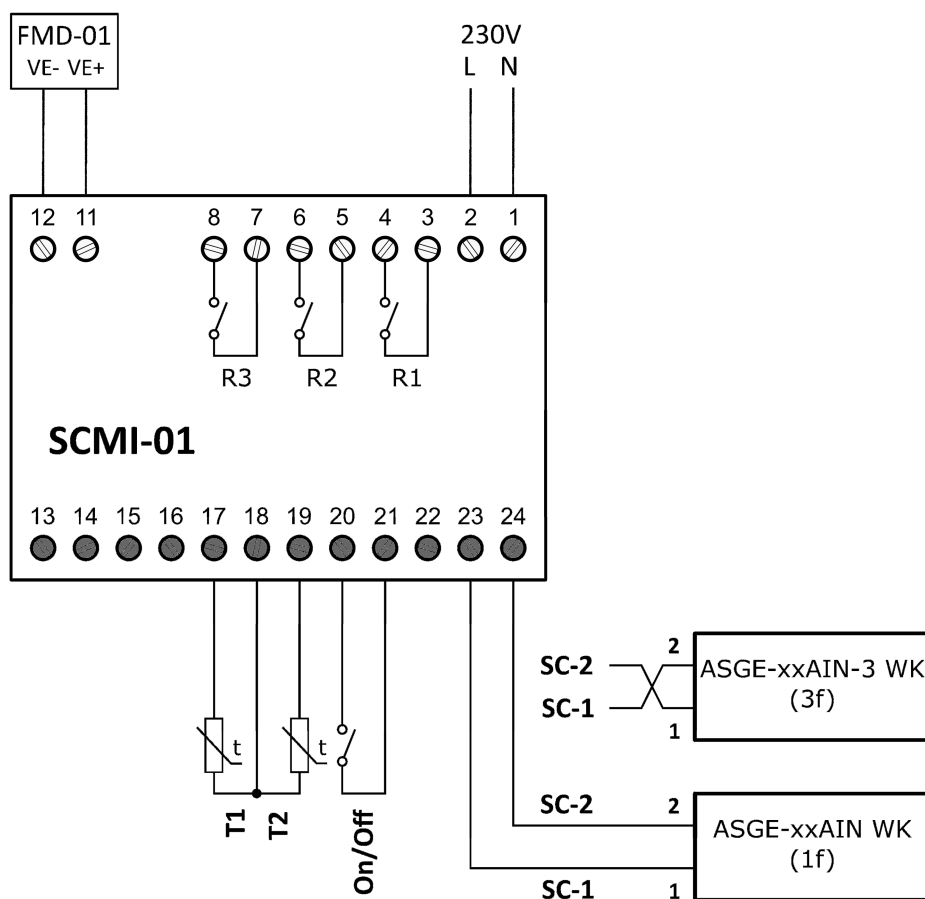 FMD-01
VE- VE+
230V
L N
12 11 8 7 6 5 4 3 2 1
R3 R2 R1
SCMI-01
13 14 15 16 17 18 19 20 21 22 23 24
SC-2 2
ASGE-xxAIN-3 WK
(3f)
SC-1
1
t t
T1 T2 On/Off
SC-2 2
ASGE-xxAIN WK
(1f)
SC-1 1